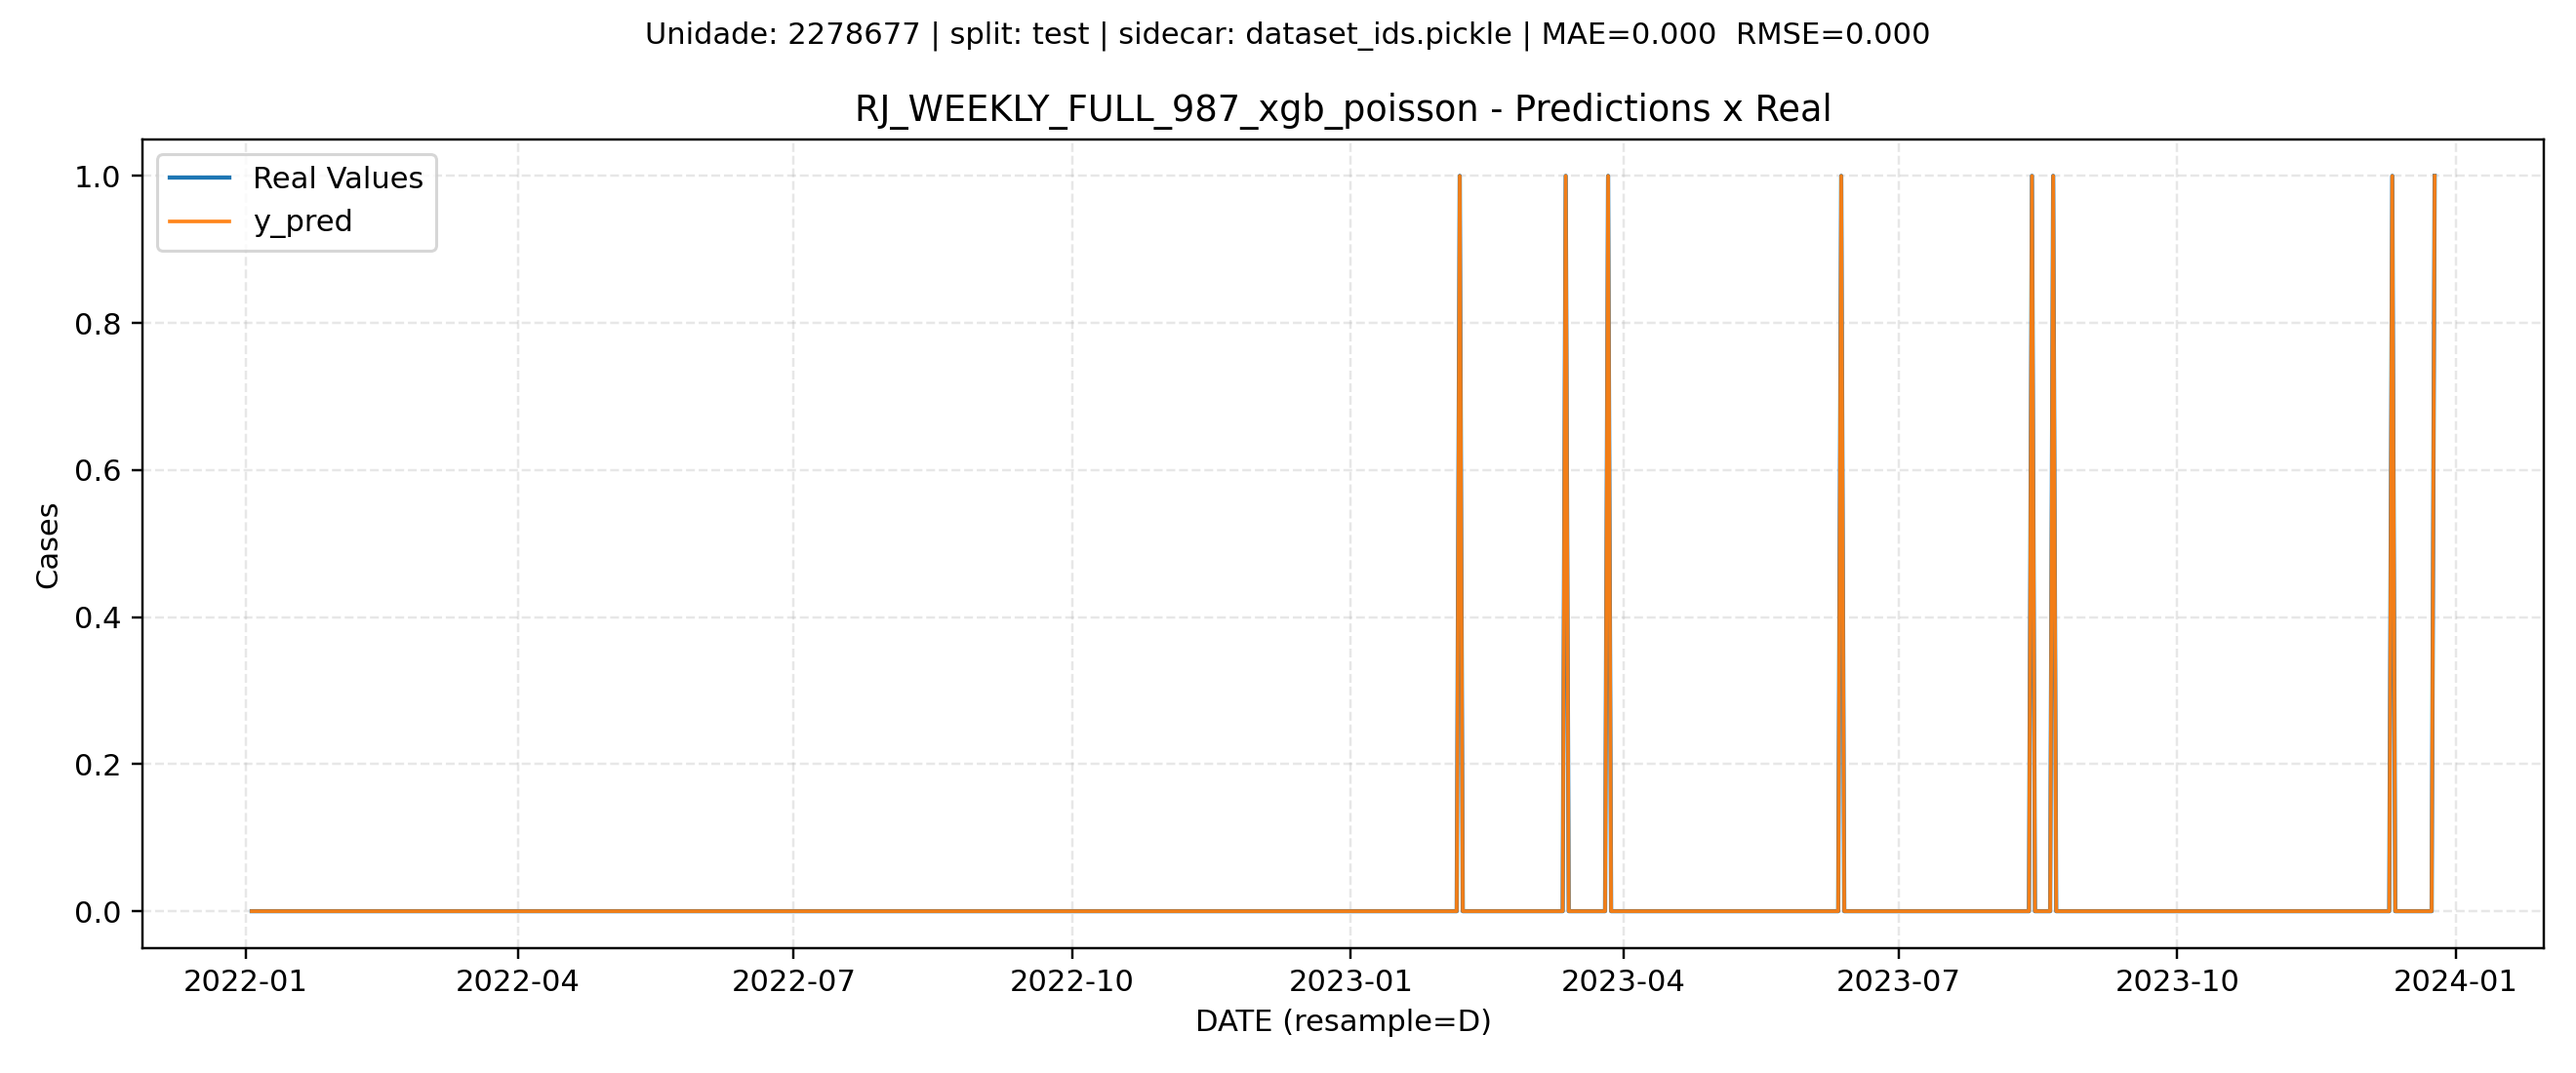 Unidade: 2278677 | split: test | sidecar: dataset_ids.pickle | MAE=0.000  RMSE=0.000
RJ_WEEKLY_FULL_987_xgb_poisson - Predictions x Real
Real Values
y_pred
1.0
0.8
0.6
0.4
0.2
0.0
Cases
2022-01 2022-04 2022-07 2022-10 2023-01 2023-04 2023-07 2023-10 2024-01
DATE (resample=D)